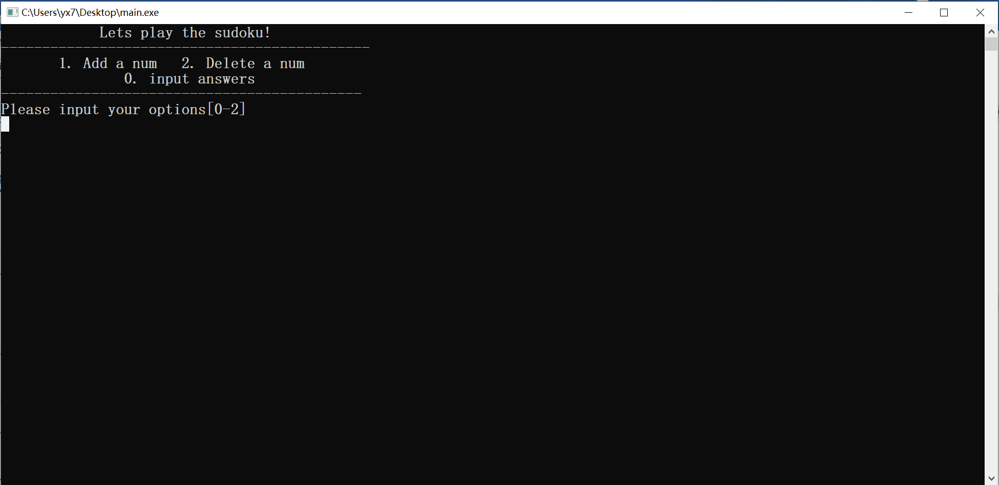 C:\Users\yx7\Desktop\main.exe
Lets play the sudoku!
---------------------------------------------
1. Add a num   2. Delete a num
0. input answers
--------------------------------------------
Please input your options[0-2]